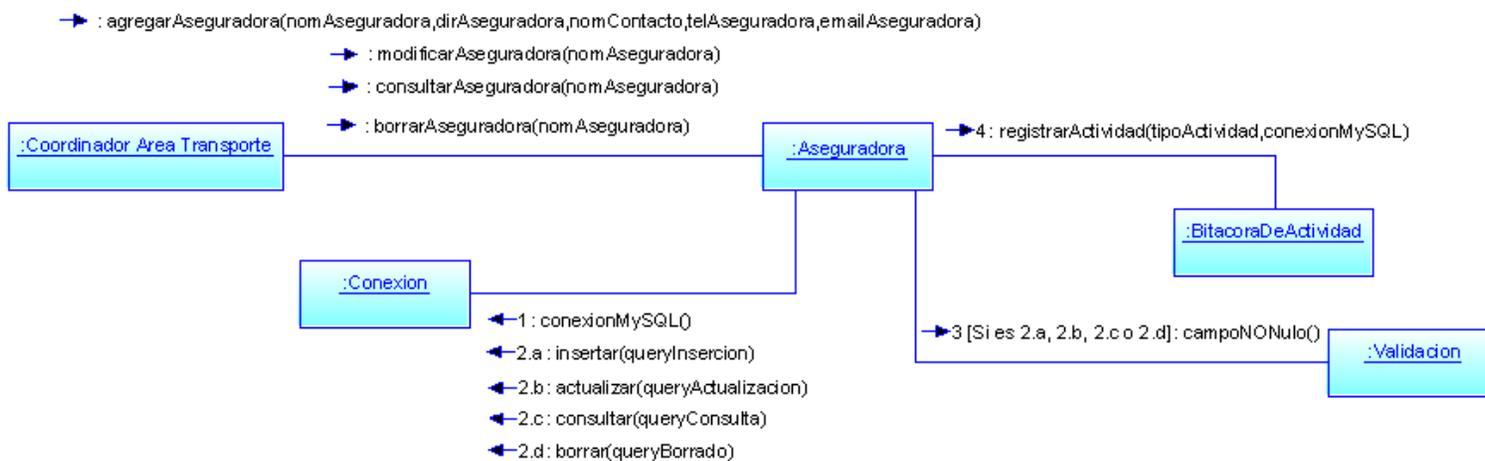 : agregarAseguradora(nomAseguradora,dirAseguradora,nomContacto,telAseguradora,emailAseguradora)
: modificarAseguradora(nomAseguradora)
: consultarAseguradora(nomAseguradora)
: borrarAseguradora(nomAseguradora)
:Coordinador Area Transporte
:Aseguradora
4: registrarActividad(tipoActividad,conexionMySQL)
:BitacoraDeActividad
:Conexion
1: conexionMySQL()
2.a : insertar(queryInsercion)
2.b: actualizar(queryActualizacion)
2.c : consultar(queryConsulta)
2.d: borrar(queryBorrado)
3 [Si es 2.a, 2.b, 2.c o 2.d]: campoNONulo()
:Validacion